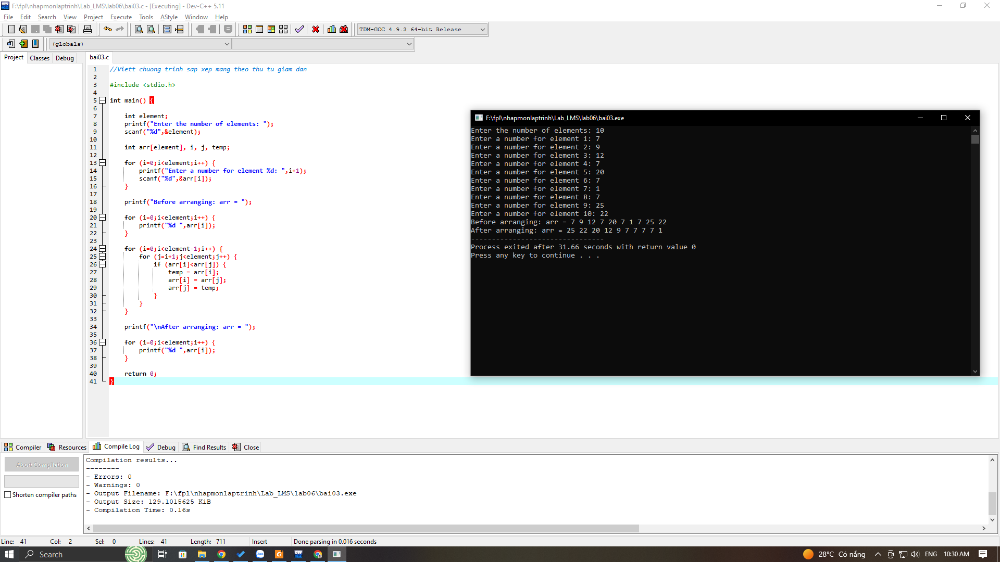 F:\fpl\nhapmonlaptrinh\Lab_LMS\lab06\bai03.c - [Executing] - Dev-C++ 5.11
File Edit Search View Project Execute Tools AStyle Window Help
TDM-GCC 4.9.2 64-bit Release
(globals)
Project Classes Debug
bai03.c
1 //Viett chuong trinh sap xep mang theo thu tu giam dan
2
3 #include <stdio.h>
4
5 int main() {
6
7 int element;
8 printf("Enter the number of elements: ");
9 scanf("%d",&element);
10
11 int arr[element], i, j, temp;
12
13 for (i=0;i<element;i++) {
14 printf("Enter a number for element %d: ",i+1);
15 scanf("%d",&arr[i]);
16 }
17
18 printf("Before arranging: arr = ");
19
20 for (i=0;i<element;i++) {
21 printf("%d ",arr[i]);
22 }
23
24 for (i=0;i<element-1;i++) {
25 for (j=i+1;j<element;j++) {
26 if (arr[i]<arr[j]) {
27 temp = arr[i];
28 arr[i] = arr[j];
29 arr[j] = temp;
30 }
31 }
32 }
33
34 printf("\nAfter arranging: arr = ");
35
36 for (i=0;i<element;i++) {
37 printf("%d ",arr[i]);
38 }
39
40 return 0;
41 }
F:\fpl\nhapmonlaptrinh\Lab_LMS\lab06\bai03.exe
Enter the number of elements: 10
Enter a number for element 1: 7
Enter a number for element 2: 9
Enter a number for element 3: 12
Enter a number for element 4: 7
Enter a number for element 5: 20
Enter a number for element 6: 7
Enter a number for element 7: 1
Enter a number for element 8: 7
Enter a number for element 9: 25
Enter a number for element 10: 22
Before arranging: arr = 7 9 12 7 20 7 1 7 25 22
After arranging: arr = 25 22 20 12 9 7 7 7 7 1
--------------------------------
Process exited after 31.66 seconds with return value 0
Press any key to continue . . .
Compiler Resources Compile Log Debug Find Results Close
Abort Compilation
Shorten compiler paths
Compilation results...
--------
- Errors: 0
- Warnings: 0
- Output Filename: F:\fpl\nhapmonlaptrinh\Lab_LMS\lab06\bai03.exe
- Output Size: 129.1015625 KiB
- Compilation Time: 0.16s
Line: 41 Col: 2 Sel: 0 Lines: 41 Length: 711 Insert Done parsing in 0.016 seconds
Search
28°C Có nắng ENG 10:30 AM